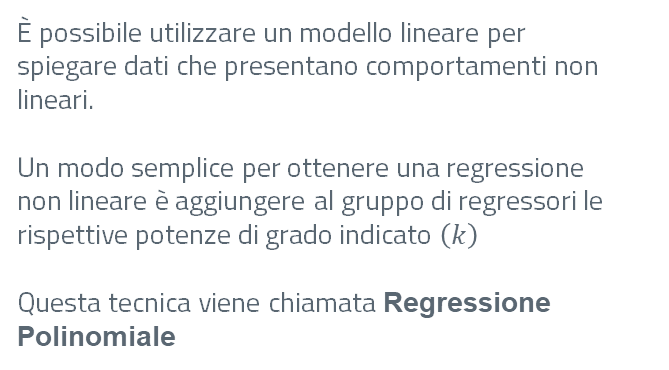 È possibile utilizzare un modello lineare per
spiegare dati che presentano comportamenti non
lineari.
Un modo semplice per ottenere una regressione
non lineare è aggiungere al gruppo di regressori le
rispettive potenze di grado indicato (k)
Questa tecnica viene chiamata Regressione
Polinomiale